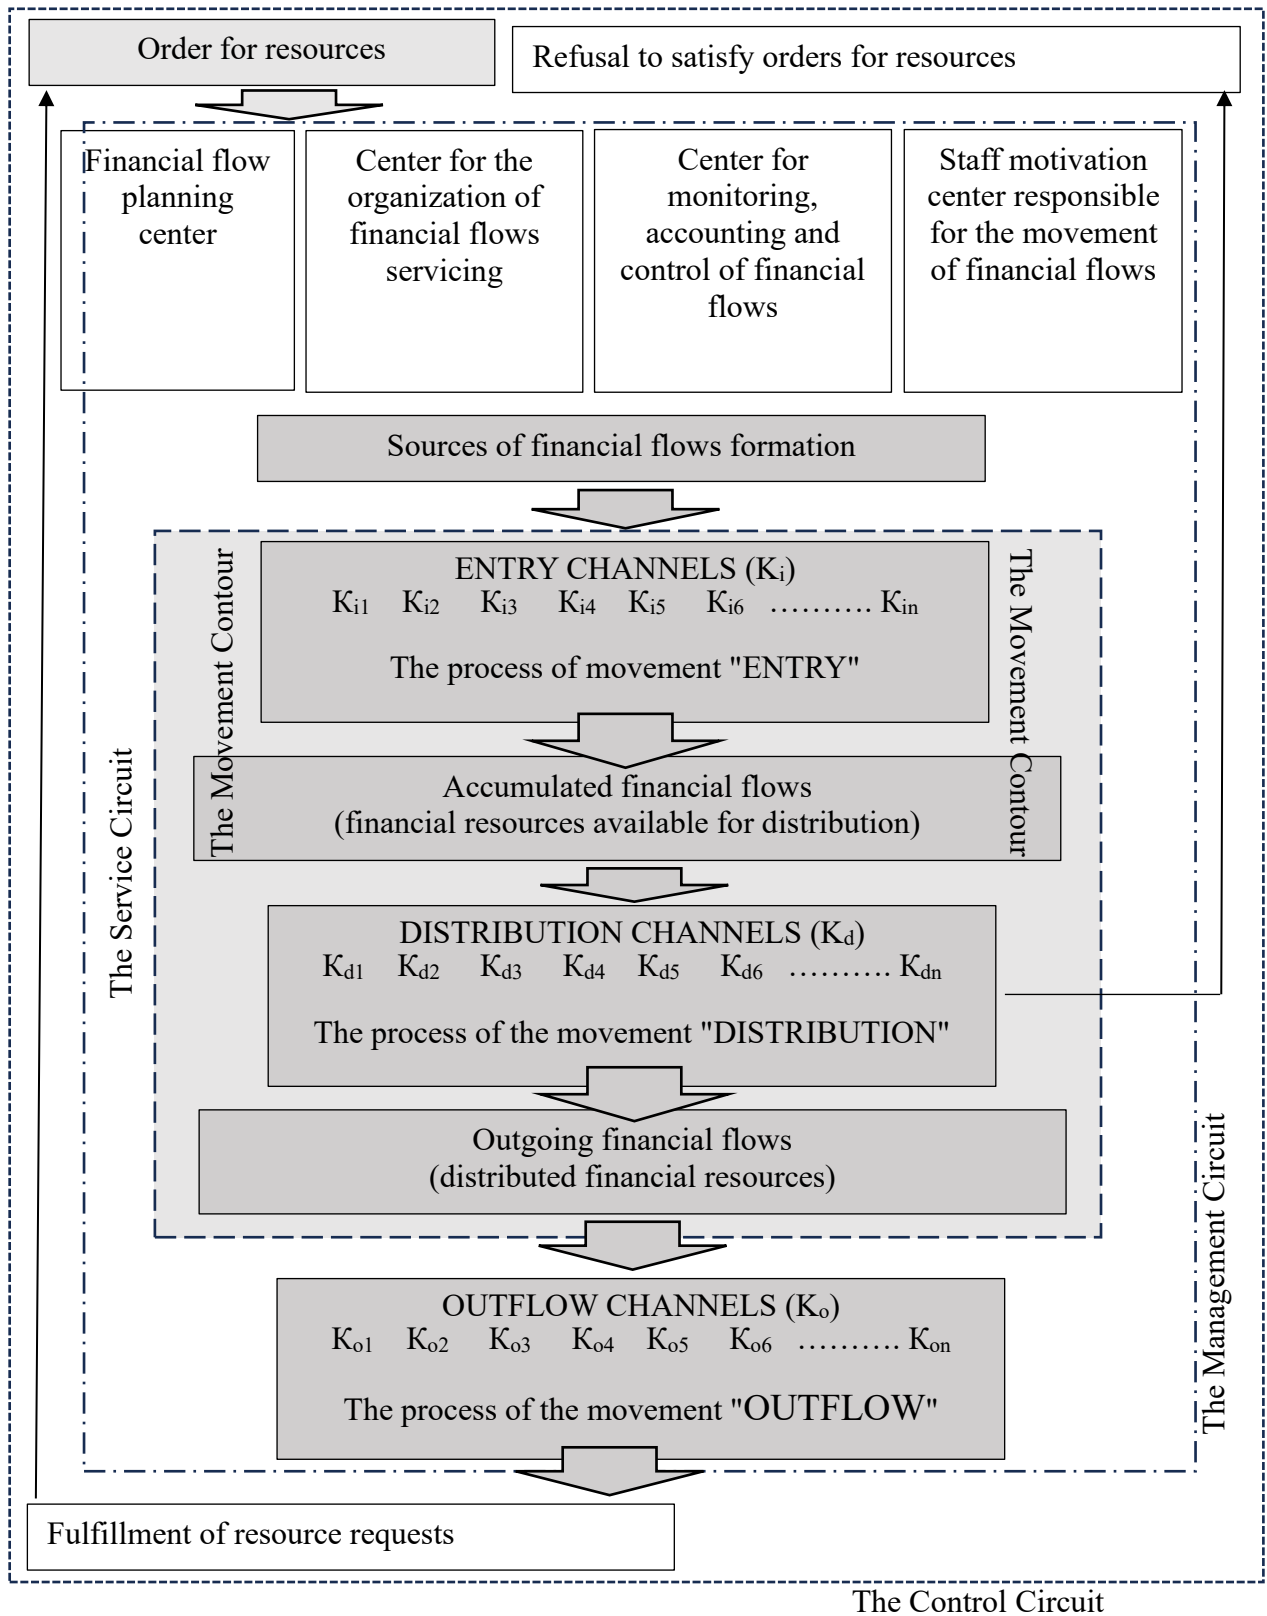 Order for resources
Refusal to satisfy orders for resources
Financial flow
planning
center
Center for the
organization of
financial flows
servicing
Center for
monitoring,
accounting and
control of financial
flows
Staff motivation
center responsible
for the movement
of financial flows
Sources of financial flows formation
The Movement Contour
ENTRY CHANNELS (Ki)
Ki1 Ki2 Ki3 Ki4 Ki5 Ki6 ………. Kin
The process of movement "ENTRY"
The Movement Contour
The Service Circuit
Accumulated financial flows
(financial resources available for distribution)
DISTRIBUTION CHANNELS (Kd)
Kd1 Kd2 Kd3 Kd4 Kd5 Kd6 ………. Kdn
The process of the movement "DISTRIBUTION"
Outgoing financial flows
(distributed financial resources)
The Management Circuit
OUTFLOW CHANNELS (Ko)
Ko1 Ko2 Ko3 Ko4 Ko5 Ko6 ………. Kon
The process of the movement "OUTFLOW"
Fulfillment of resource requests
The Control Circuit